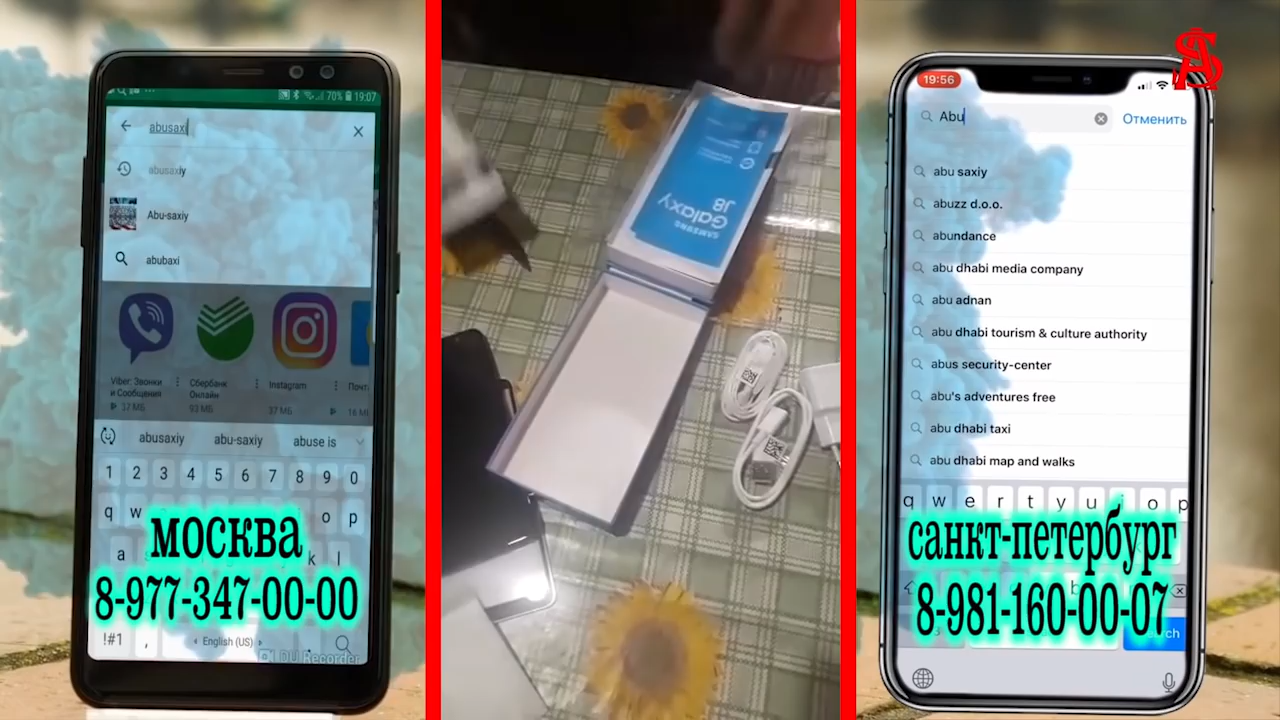 70% 19:07
abusaxi
abusaxiy
Abu-saxiy
abubaxi
Viber: Звонки
и Сообщения
37 МБ
Сбербанк
Онлайн
93 МБ
Instagram
37 МБ
abusaxiy abu-saxiy abuse is
1 2 3 4 5 6 7 8 9 0
q w o p
a k l
москва
8-977-347-00-00
!#1 , English (US)
DU Recorder
SAMSUNG
Galaxy J8
AS
19:56
Abu
Отменить
abu saxiy
abuzz d.o.o.
abundance
abu dhabi media company
abu adnan
abu dhabi tourism & culture authority
abus security-center
abu's adventures free
abu dhabi taxi
abu dhabi map and walks
q w e r t y u i o p
санкт-петербург
8-981-160-00-07